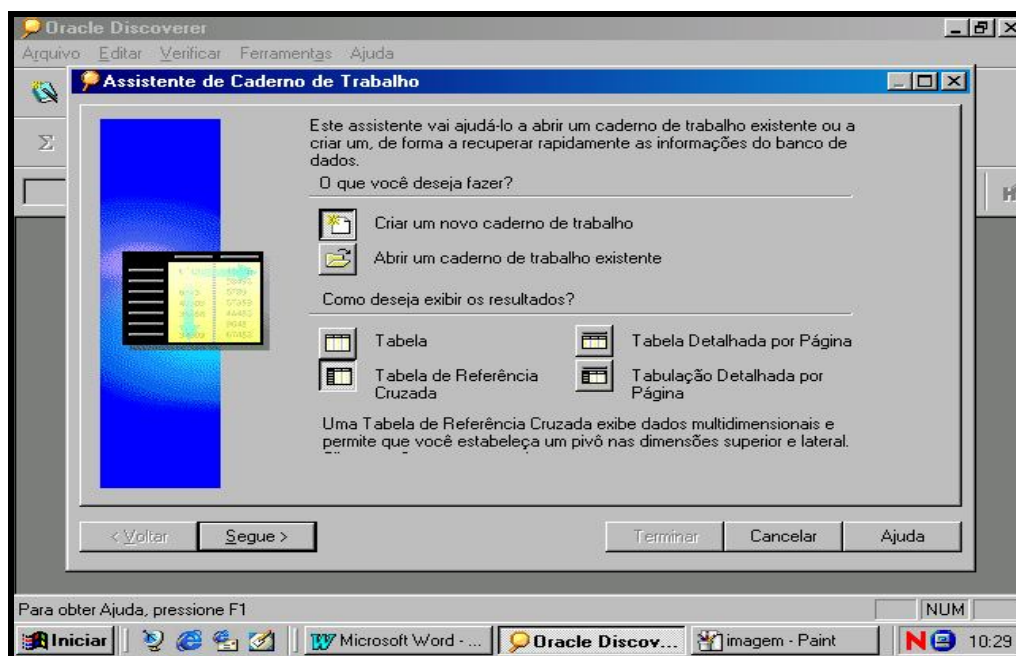 Oracle Discoverer
Arquivo Editar Verificar Ferramentas Ajuda
Assistente de Caderno de Trabalho
Σ
Este assistente vai ajudá-lo a abrir um caderno de trabalho existente ou a
criar um, de forma a recuperar rapidamente as informações do banco de
dados.
O que você deseja fazer?
Criar um novo caderno de trabalho
Abrir um caderno de trabalho existente
Como deseja exibir os resultados?
Tabela
Tabela Detalhada por Página
Tabela de Referência
Cruzada
Tabulação Detalhada por
Página
Uma Tabela de Referência Cruzada exibe dados multidimensionais e
permite que você estabeleça um pivô nas dimensões superior e lateral.
< Voltar
Segue >
Terminar
Cancelar
Ajuda
Para obter Ajuda, pressione F1
NUM
Iniciar
Microsoft Word - ...
Oracle Discov...
imagem - Paint
N
10:29